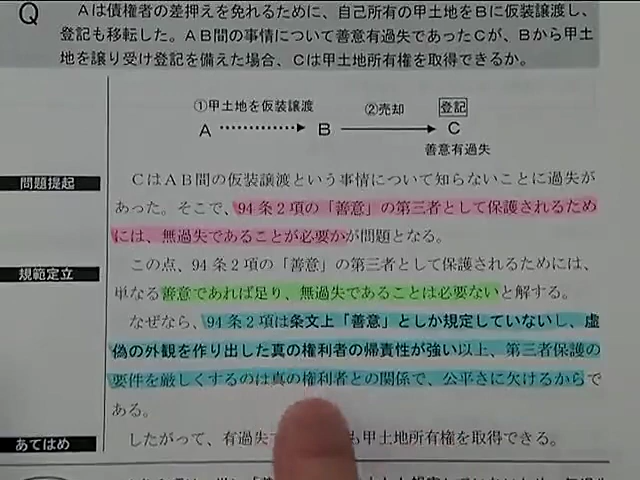 Q Aは債権者の差押えを免れるために、自己所有の甲土地をBに仮装譲渡し、
登記も移転した。AB間の事情について善意有過失であったCが、Bから甲土
地を譲り受け登記を備えた場合、Cは甲土地所有権を取得できるか。
①甲土地を仮装譲渡 ②売却 登記
A B C
善意有過失
問題提起
CはAB間の仮装譲渡という事情について知らないことに過失が
あった。そこで、94条2項の「善意」の第三者として保護されるため
には、無過失であることが必要かが問題となる。
規範定立
この点、94条2項の「善意」の第三者として保護されるためには、
単なる善意であれば足り、無過失であることは必要ないと解する。
なぜなら、94条2項は条文上「善意」としか規定していないし、虚
偽の外観を作り出した真の権利者の帰責性が強い以上、第三者保護の
要件を厳しくするのは真の権利者との関係で、公平さに欠けるからで
ある。
あてはめ
したがって、有過失 も甲土地所有権を取得できる。